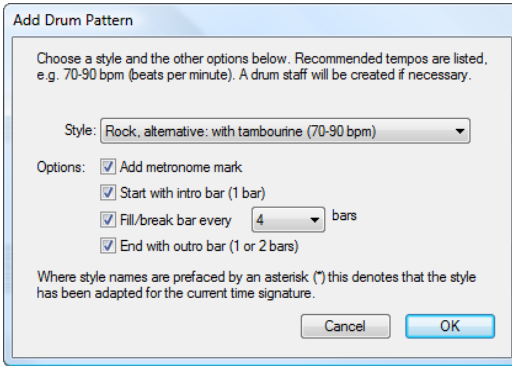 Add Drum Pattern
Choose a style and the other options below. Recommended tempos are listed,
e.g. 70-90 bpm (beats per minute). A drum staff will be created if necessary.
Style: Rock, alternative: with tambourine (70-90 bpm)
Options: Add metronome mark
Start with intro bar (1 bar)
Fill/break bar every 4 bars
End with outro bar (1 or 2 bars)
Where style names are prefaced by an asterisk (*) this denotes that the style
has been adapted for the current time signature.
Cancel OK